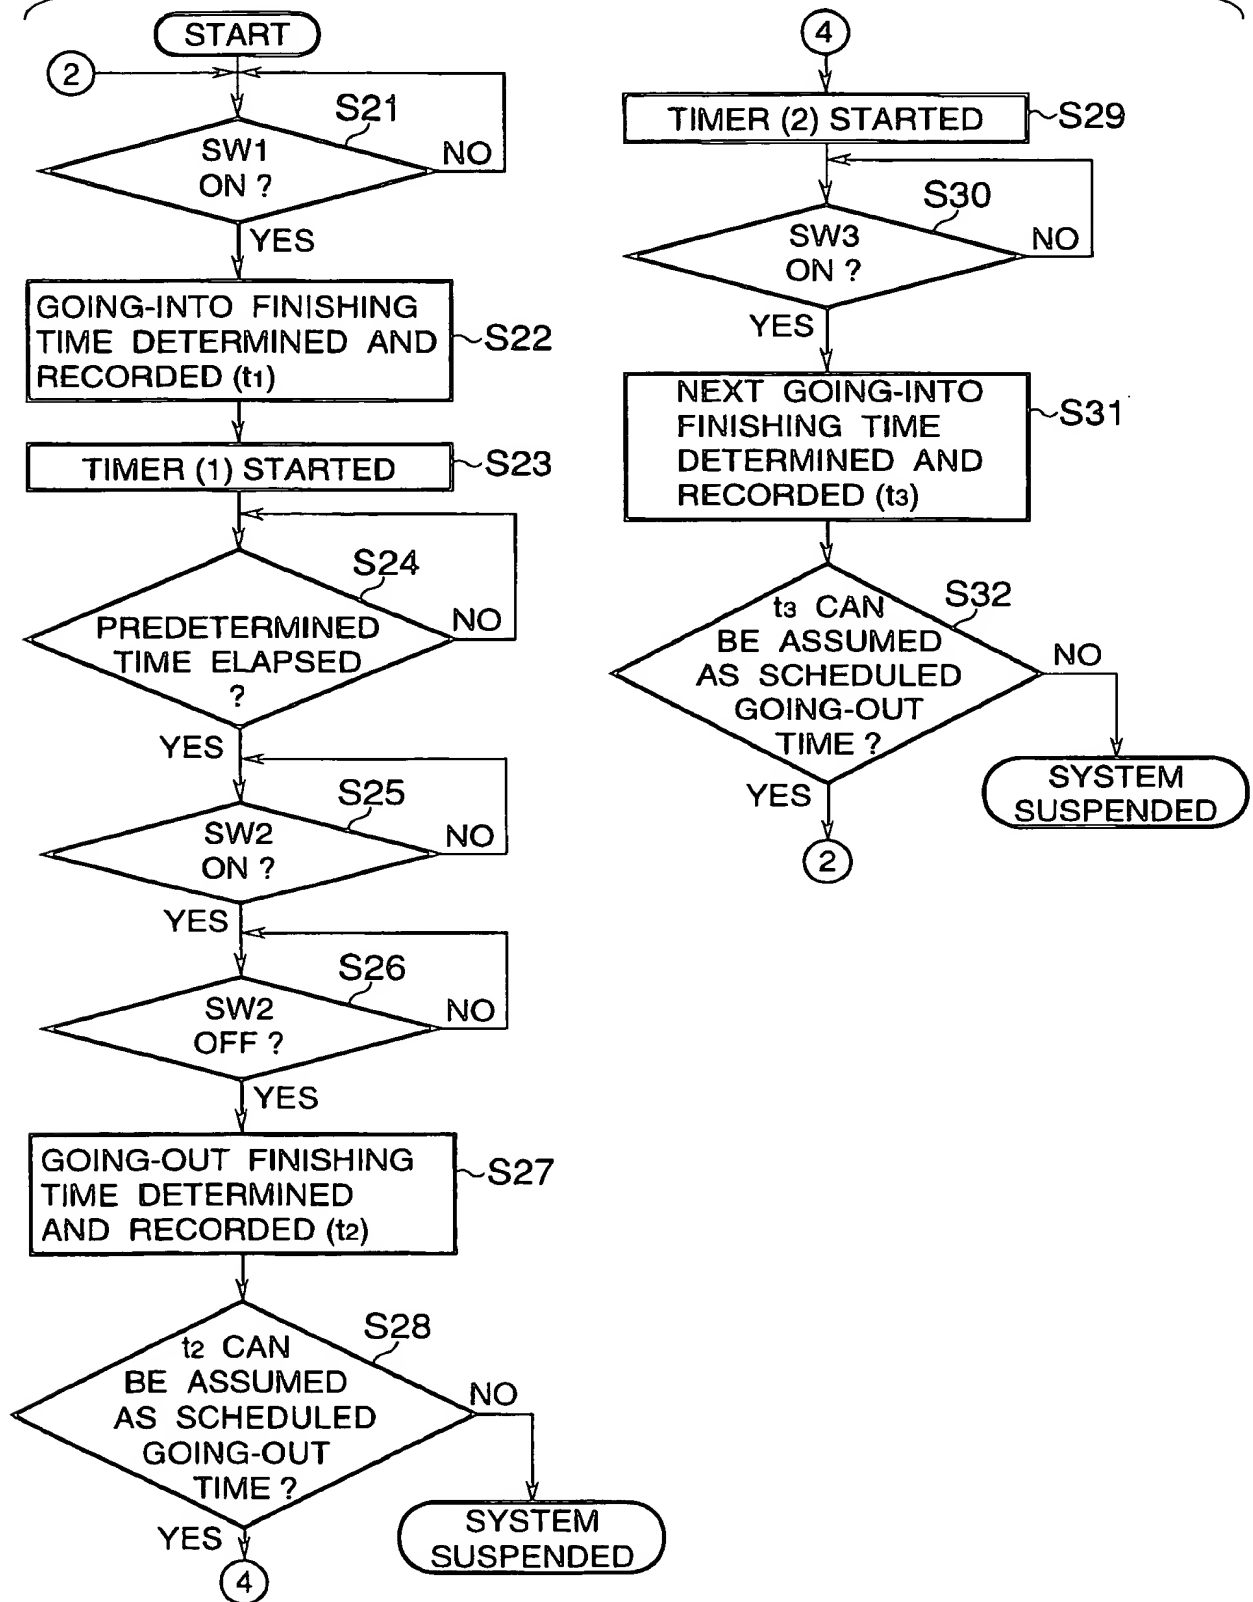 START
2
S21
SW1
ON ?
NO
YES
GOING-INTO FINISHING
TIME DETERMINED AND
RECORDED (t1)
S22
TIMER (1) STARTED
S23
S24
PREDETERMINED
TIME ELAPSED
?
NO
YES
S25
SW2
ON ?
NO
YES
S26
SW2
OFF ?
NO
YES
GOING-OUT FINISHING
TIME DETERMINED
AND RECORDED (t2)
S27
S28
t2 CAN
BE ASSUMED
AS SCHEDULED
GOING-OUT
TIME ?
NO
YES
SYSTEM
SUSPENDED
4
4
TIMER (2) STARTED
S29
S30
SW3
ON ?
NO
YES
NEXT GOING-INTO
FINISHING TIME
DETERMINED AND
RECORDED (t3)
S31
S32
t3 CAN
BE ASSUMED
AS SCHEDULED
GOING-OUT
TIME ?
NO
YES
SYSTEM
SUSPENDED
2